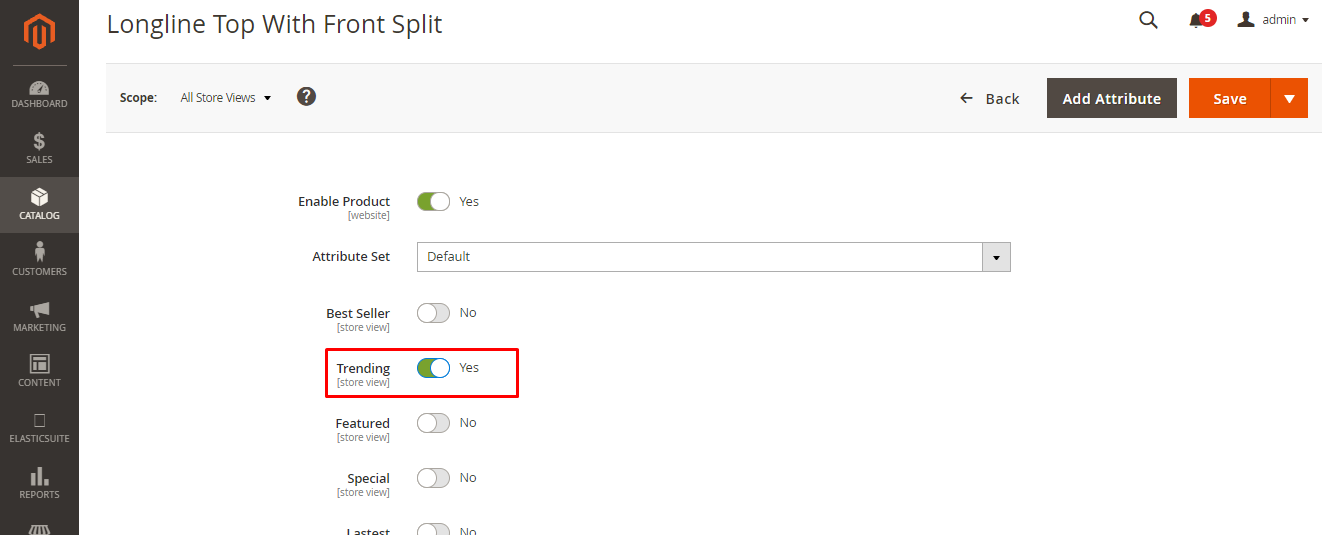 Longline Top With Front Split
5
admin
Scope: All Store Views ?
← Back Add Attribute Save
DASHBOARD
$
SALES
CATALOG
CUSTOMERS
MARKETING
CONTENT
ELASTICSUITE
REPORTS
Enable Product Yes
[website]
Attribute Set Default
Best Seller No
[store view]
Trending Yes
[store view]
Featured No
[store view]
Special No
[store view]
Lastest No